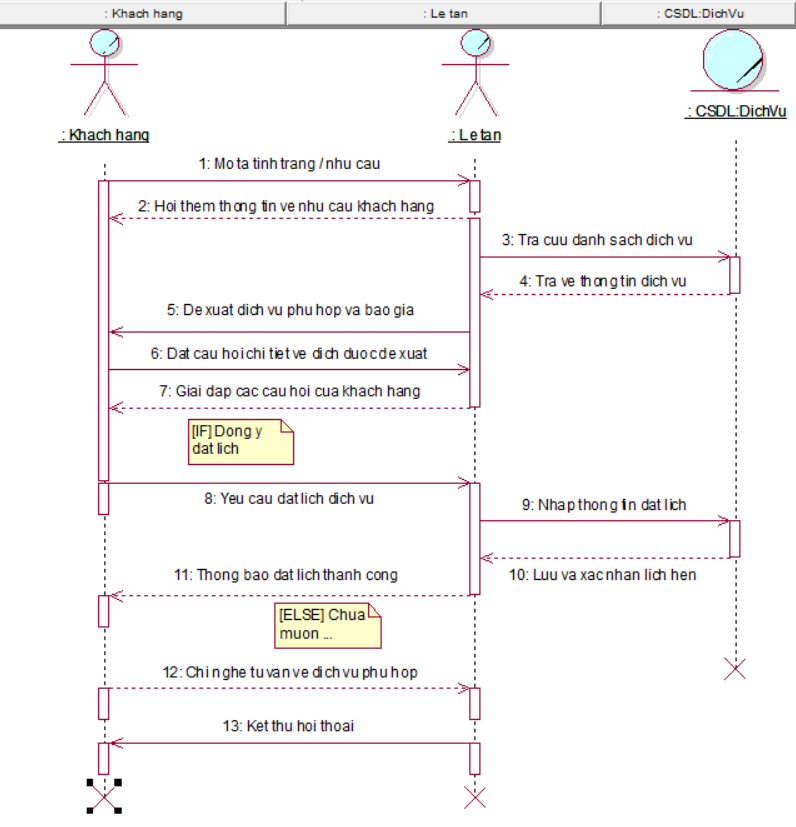 : Khach hang
: Le tan
: CSDL:DichVu
: Khach hang
: Le tan
: CSDL:DichVu
1: Mo ta tinh trang / nhu cau
2: Hoi them thong tin ve nhu cau khach hang
3: Tra cuu danh sach dich vu
4: Tra ve thong tin dich vu
5: De xuat dich vu phu hop va bao gia
6: Dat cau hoi chi tiet ve dich duoc de xuat
7: Giai dap cac cau hoi cua khach hang
[IF] Dong y
dat lich
8: Yeu cau dat lich dich vu
9: Nhap thong tin dat lich
10: Luu va xac nhan lich hen
11: Thong bao dat lich thanh cong
[ELSE] Chua
muon ...
12: Chi nghe tu van ve dich vu phu hop
13: Ket thu hoi thoai